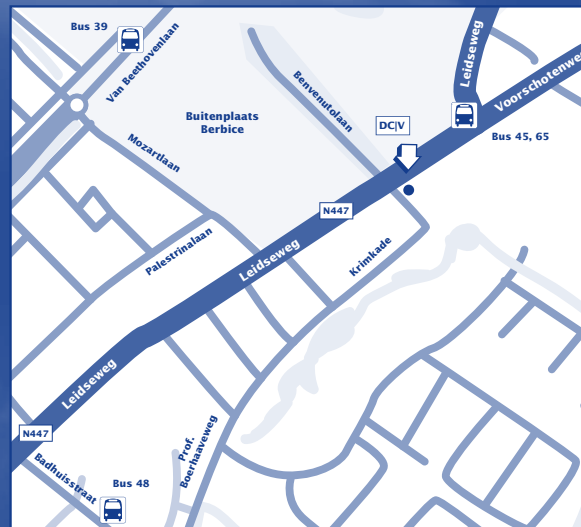 Bus 39
Van Beethovenlaan
Leidseweg
Voorschotenwe
Benvenutolaan
Buitenplaats
Berbice
DC|V
Bus 45, 65
Mozartlaan
N447
Palestrinalaan
Leidseweg
Krimkade
Leidseweg
N447
Prof.
Boerhaaveweg
Badhuisstraat
Bus 48